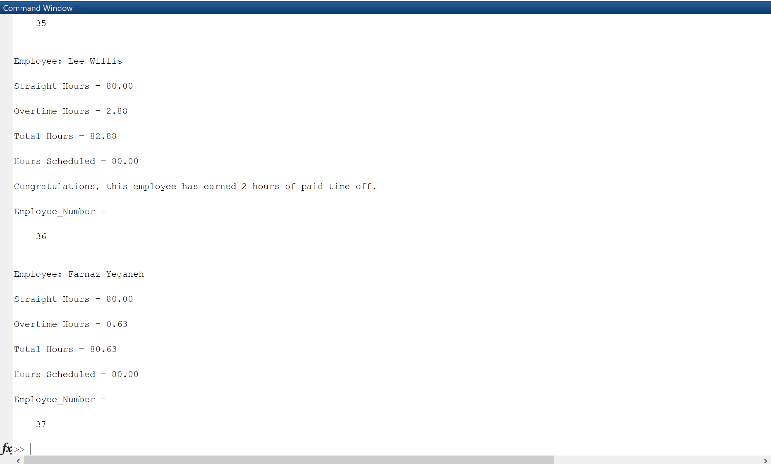 Command Window
35
Employee: Lee Willis
Straight Hours = 80.00
Overtime Hours = 2.88
Total Hours = 82.88
Hours Scheduled = 80.00
Congratulations, this employee has earned 2 hours of paid time off.
Employee_Number =
36
Employee: Farnaz Yeganeh
Straight Hours = 80.00
Overtime Hours = 0.63
Total Hours = 80.63
Hours Scheduled = 80.00
Employee_Number =
37
fx >>